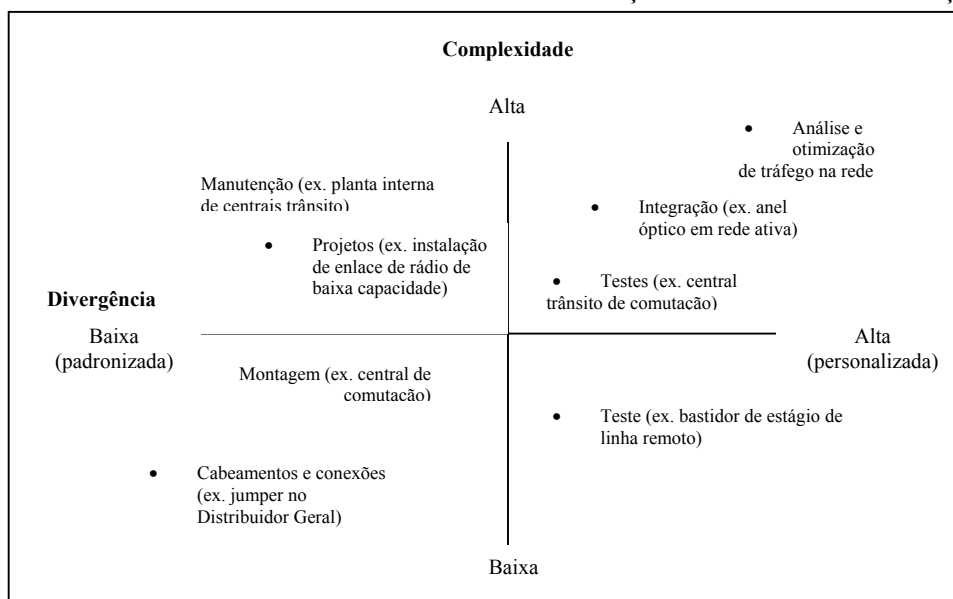 Complexidade
Alta
• Análise e
otimização
de tráfego na rede
Manutenção (ex. planta interna
de centrais trânsito)
• Integração (ex. anel
óptico em rede ativa)
• Projetos (ex. instalação
de enlace de rádio de
baixa capacidade)
• Testes (ex. central
trânsito de comutação)
Divergência
Baixa
(padronizada)
Alta
(personalizada)
Montagem (ex. central de
comutação)
• Teste (ex. bastidor de estágio de
linha remoto)
• Cabeamentos e conexões
(ex. jumper no
Distribuidor Geral)
Baixa